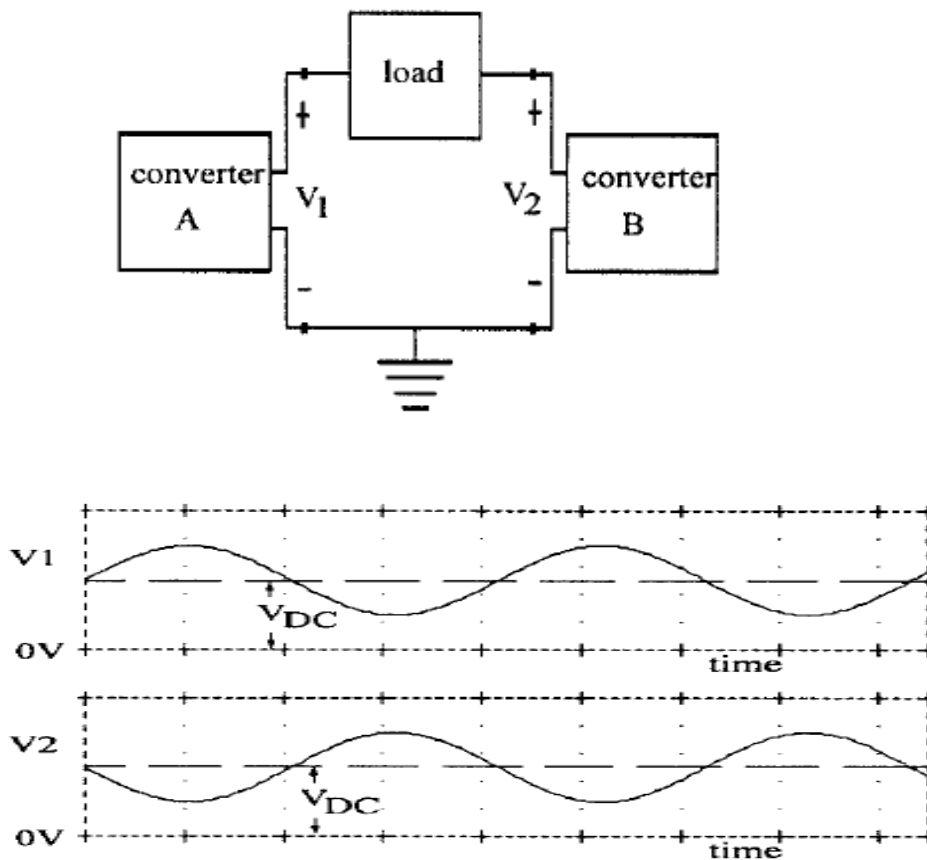 load
+ +
converter
A
V1 V2
converter
B
- -
V1
VDC
0V
time
V2
VDC
0V
time